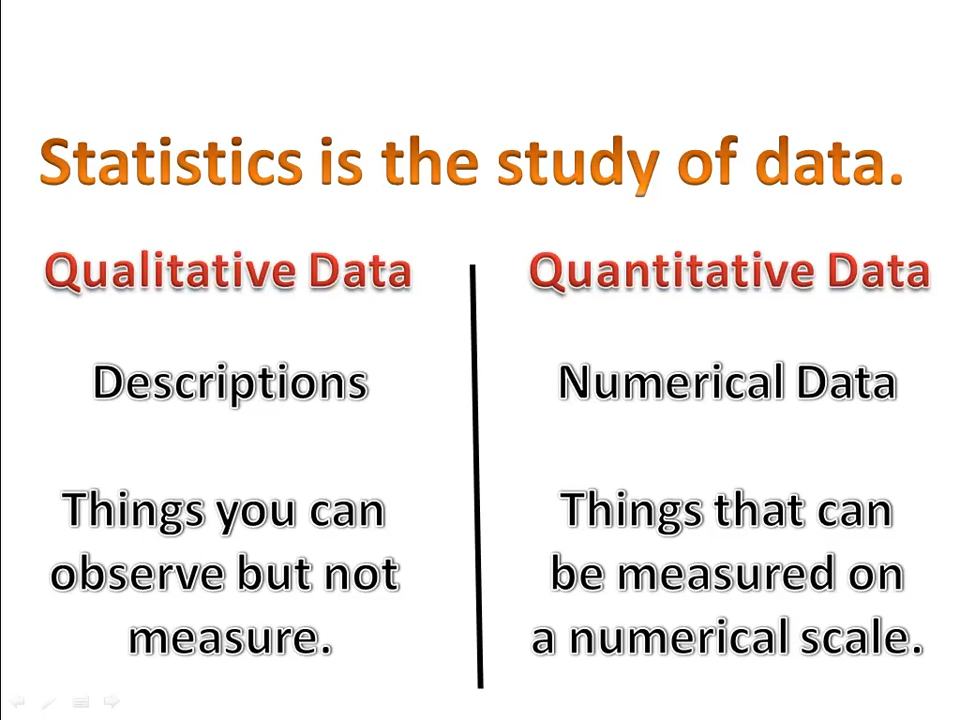 Statistics is the study of data.
Qualitative Data
Descriptions
Things you can
observe but not
measure.
Quantitative Data
Numerical Data
Things that can
be measured on
a numerical scale.